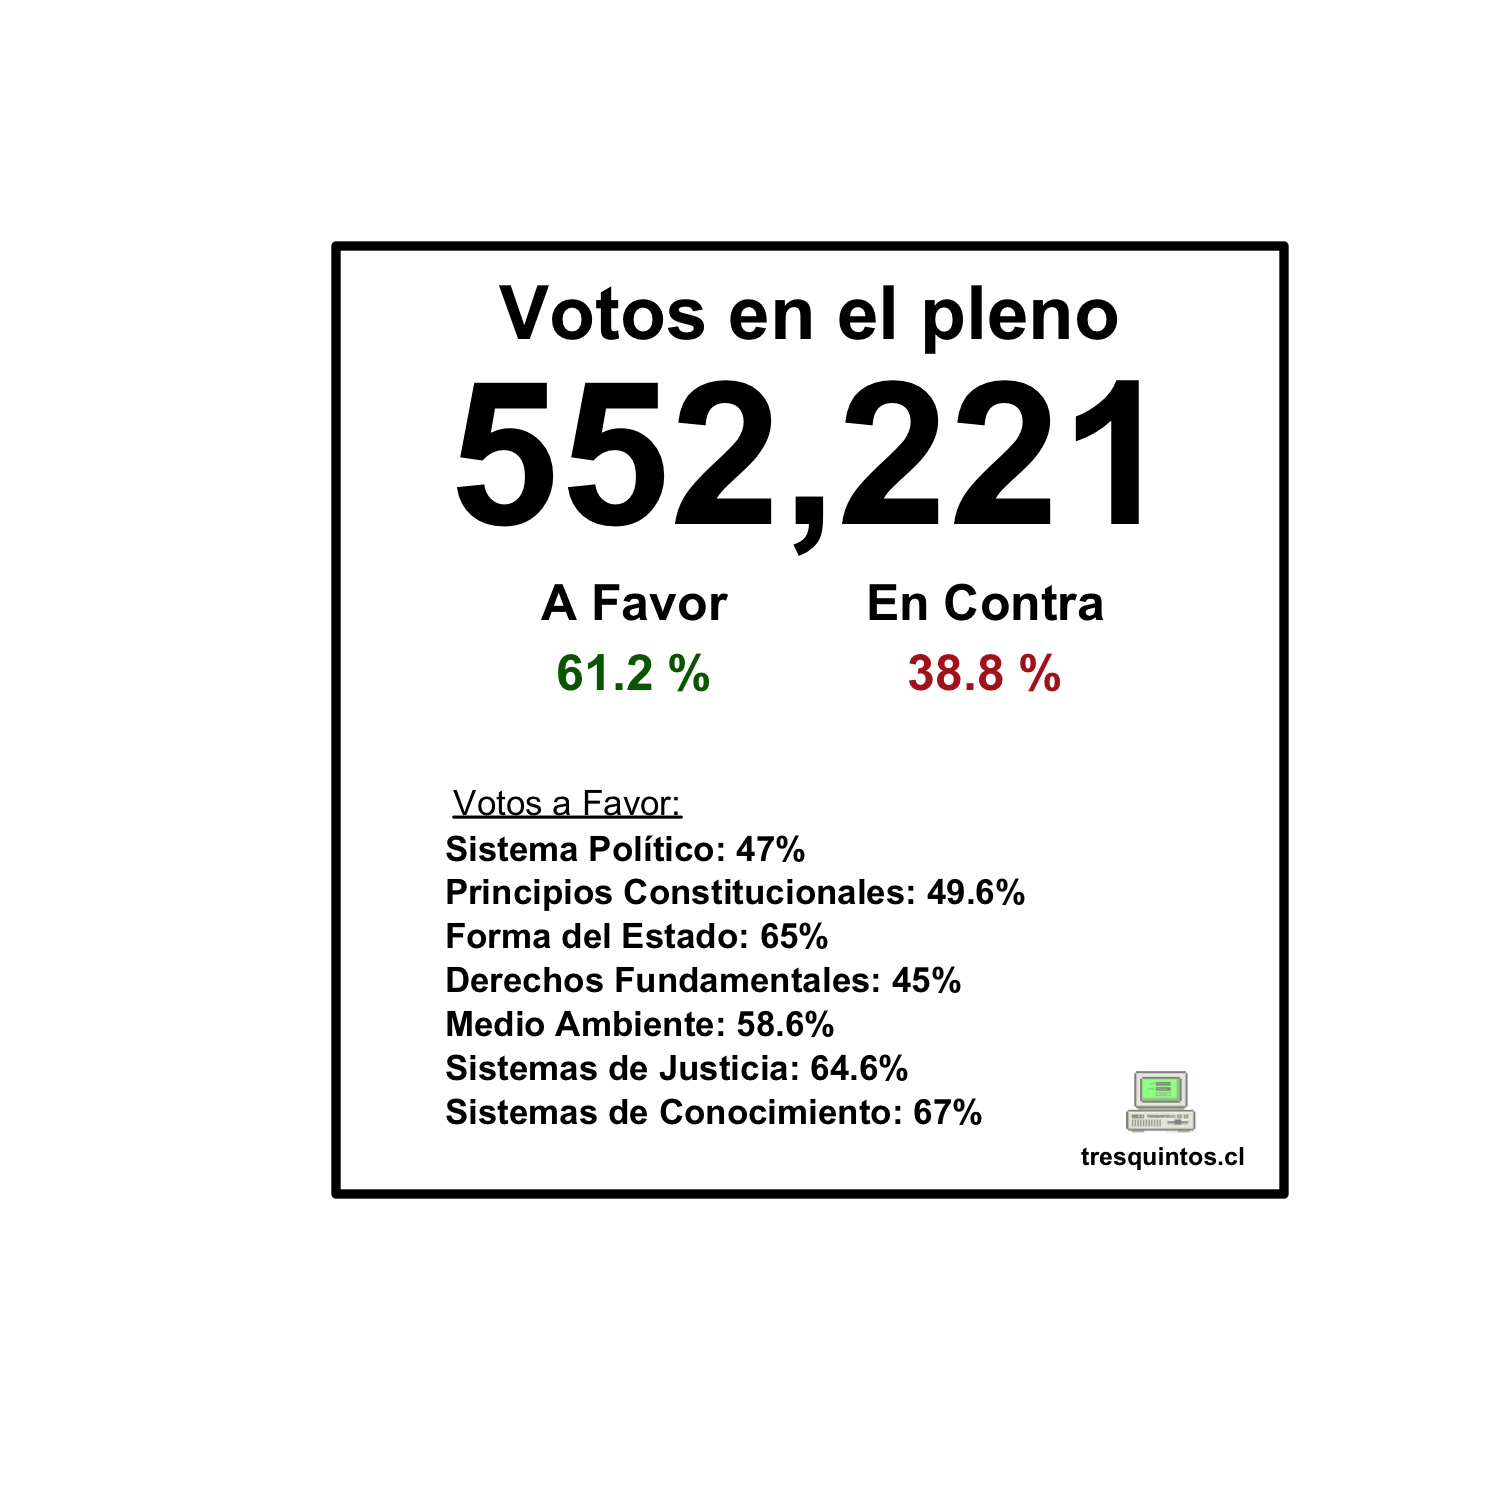 Votos en el pleno
552,221
A Favor En Contra
61.2 % 38.8 %
Votos a Favor:
Sistema Político: 47%
Principios Constitucionales: 49.6%
Forma del Estado: 65%
Derechos Fundamentales: 45%
Medio Ambiente: 58.6%
Sistemas de Justicia: 64.6%
Sistemas de Conocimiento: 67%
tresquintos.cl